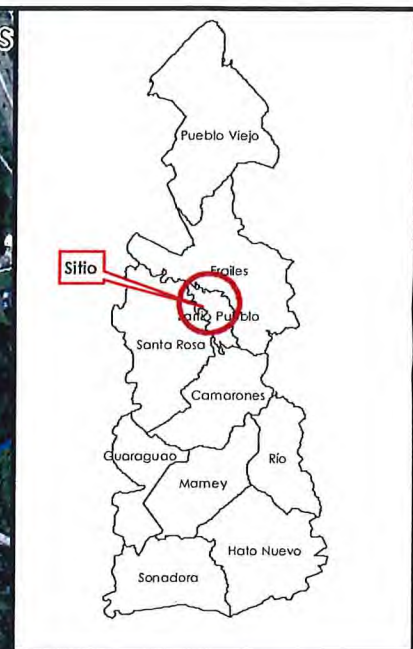 S
Pueblo Viejo
Frailes
Sitio
Pueblo
Santa Rosa
Camarones
Guaraguao
Río
Mamey
Hato Nuevo
Sonadora